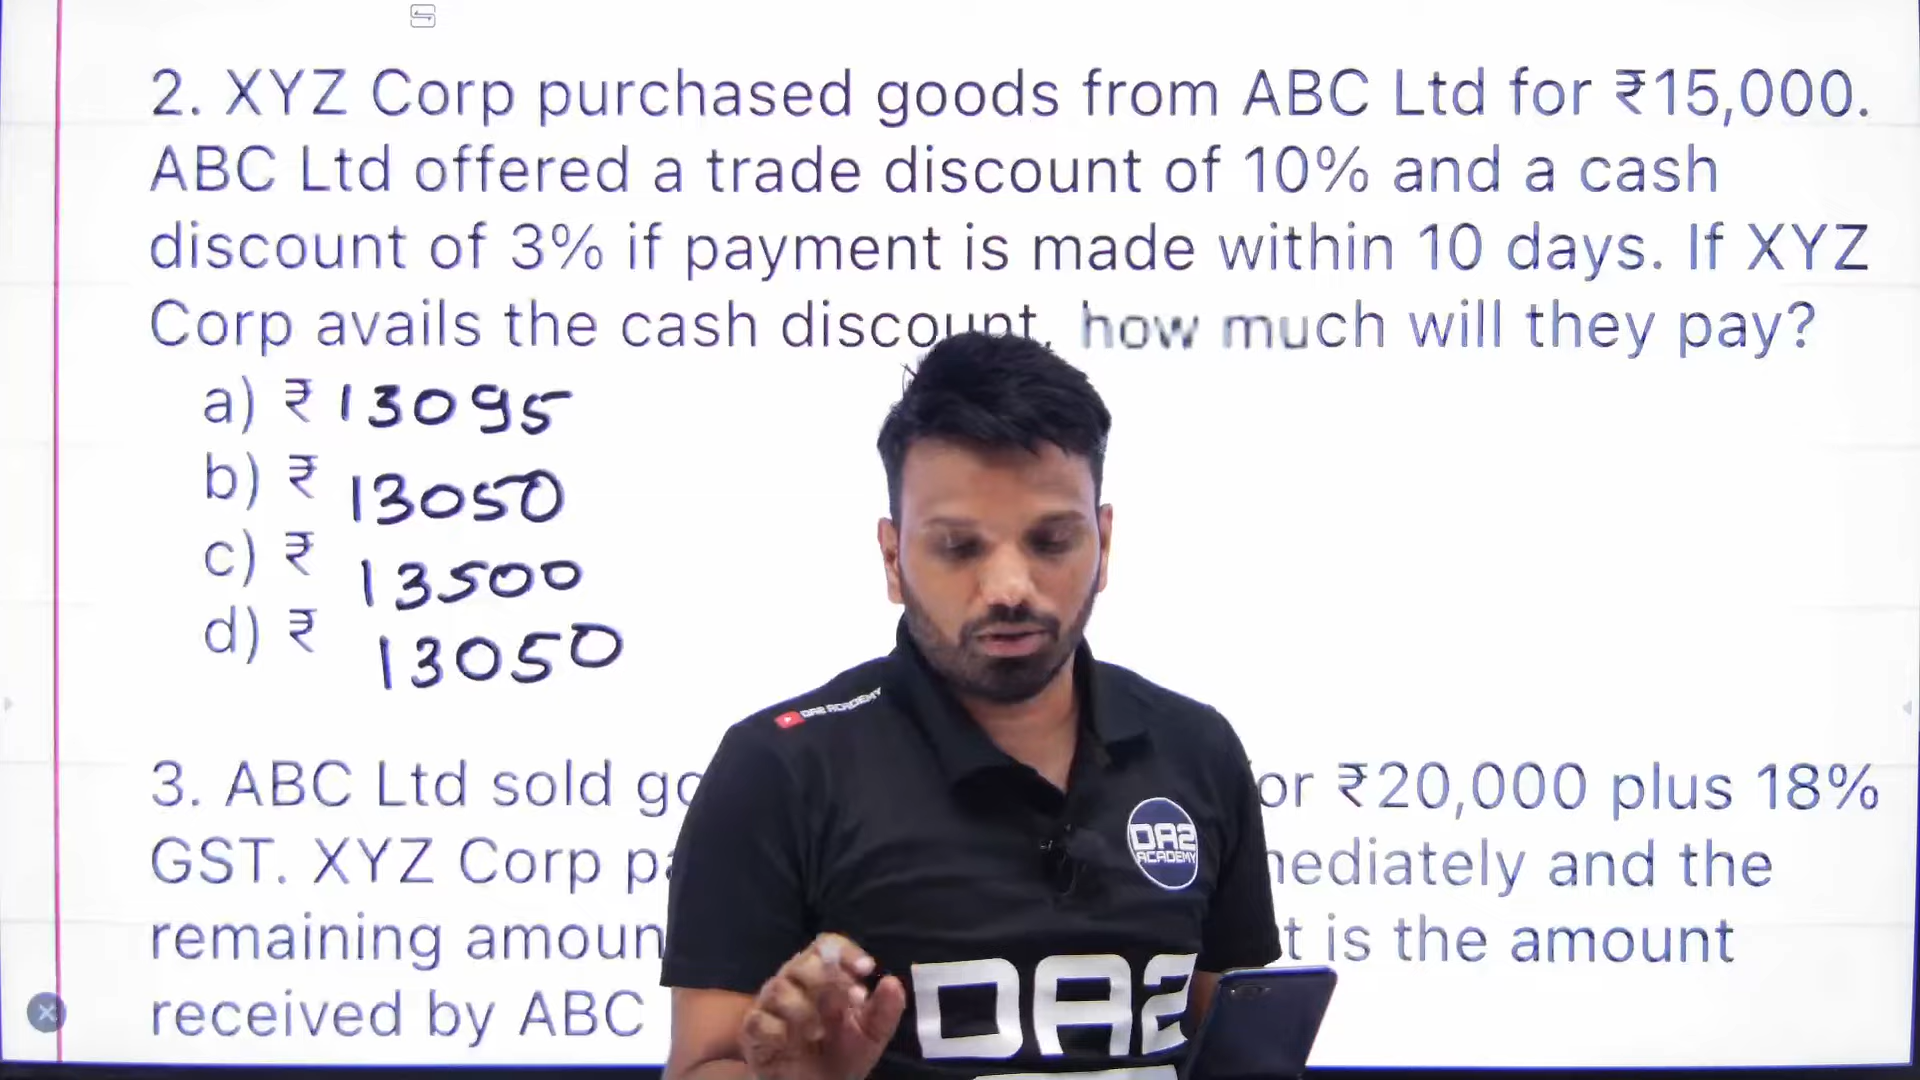 2. XYZ Corp purchased goods from ABC Ltd for ₹15,000.
ABC Ltd offered a trade discount of 10% and a cash
discount of 3% if payment is made within 10 days. If XYZ
Corp avails the cash discount, how much will they pay?
a) ₹ 13095
b) ₹ 13050
c) ₹ 13500
d) ₹ 13050
DA2 ACADEMY
3. ABC Ltd sold or ₹20,000 plus 18%
DA2
ACADEMY
GST. XYZ Corp and the
remaining is the amount
received by ABC
DA2